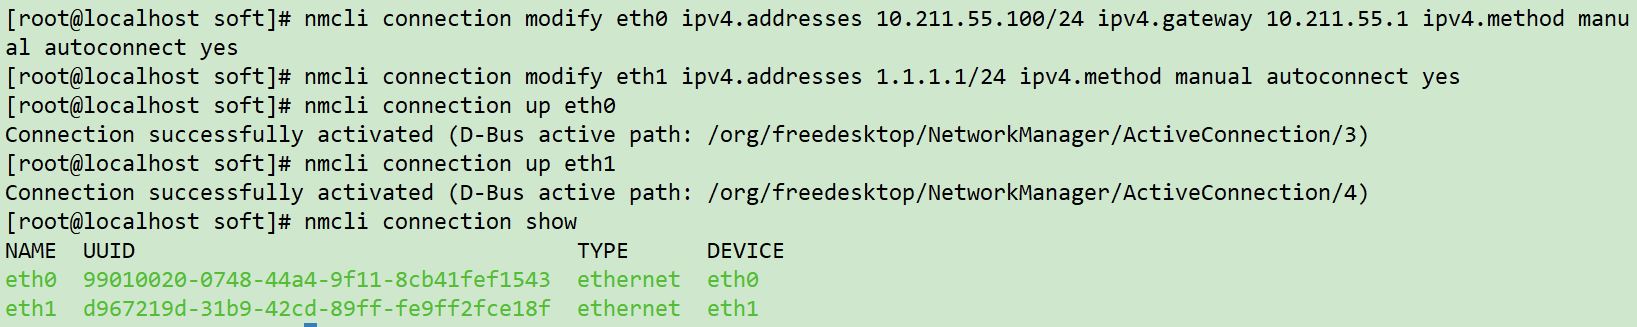 [root@localhost soft]# nmcli connection modify eth0 ipv4.addresses 10.211.55.100/24 ipv4.gateway 10.211.55.1 ipv4.method manu
al autoconnect yes
[root@localhost soft]# nmcli connection modify eth1 ipv4.addresses 1.1.1.1/24 ipv4.method manual autoconnect yes
[root@localhost soft]# nmcli connection up eth0
Connection successfully activated (D-Bus active path: /org/freedesktop/NetworkManager/ActiveConnection/3)
[root@localhost soft]# nmcli connection up eth1
Connection successfully activated (D-Bus active path: /org/freedesktop/NetworkManager/ActiveConnection/4)
[root@localhost soft]# nmcli connection show
NAME  UUID                                  TYPE      DEVICE
eth0  99010020-0748-44a4-9f11-8cb41fef1543  ethernet  eth0
eth1  d967219d-31b9-42cd-89ff-fe9ff2fce18f  ethernet  eth1